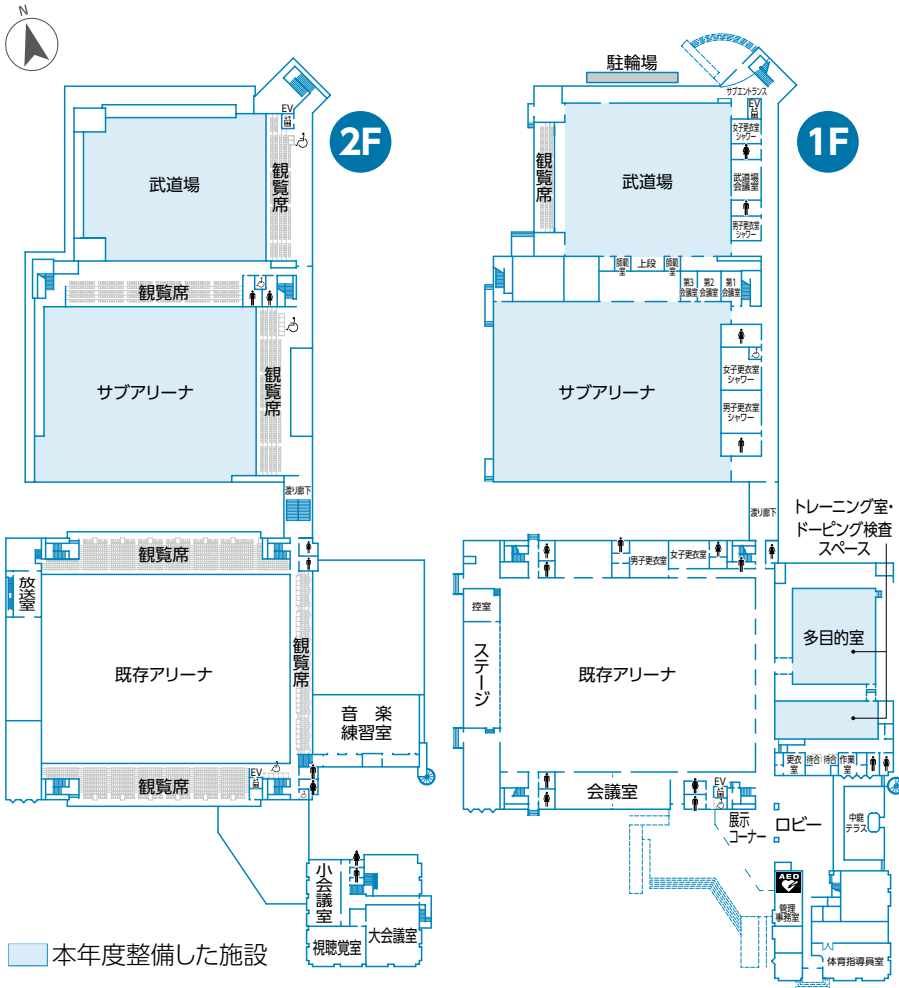 N
2F
EV
武道場
観覧席
観覧席
サブアリーナ
観覧席
渡り廊下
観覧席
放送室
既存アリーナ
観覧席
音 楽
練習室
観覧席
EV
小会議室
視聴覚室
大会議室
本年度整備した施設
1F
駐輪場
サブエントランス
EV
女子更衣室
シャワー
観覧席
武道場
武道場
会議室
男子更衣室
シャワー
師範室
上段
師範室
第3
会議室
第2
会議室
第1
会議室
サブアリーナ
女子更衣室
シャワー
男子更衣室
シャワー
渡り廊下
トレーニング室・
ドーピング検査
スペース
男子更衣室
女子更衣室
控室
ステージ
既存アリーナ
多目的室
更衣室
待合
待合
作業室
会議室
EV
展示
コーナー
ロビー
中庭
テラス
AED
管理
事務室
体育指導員室